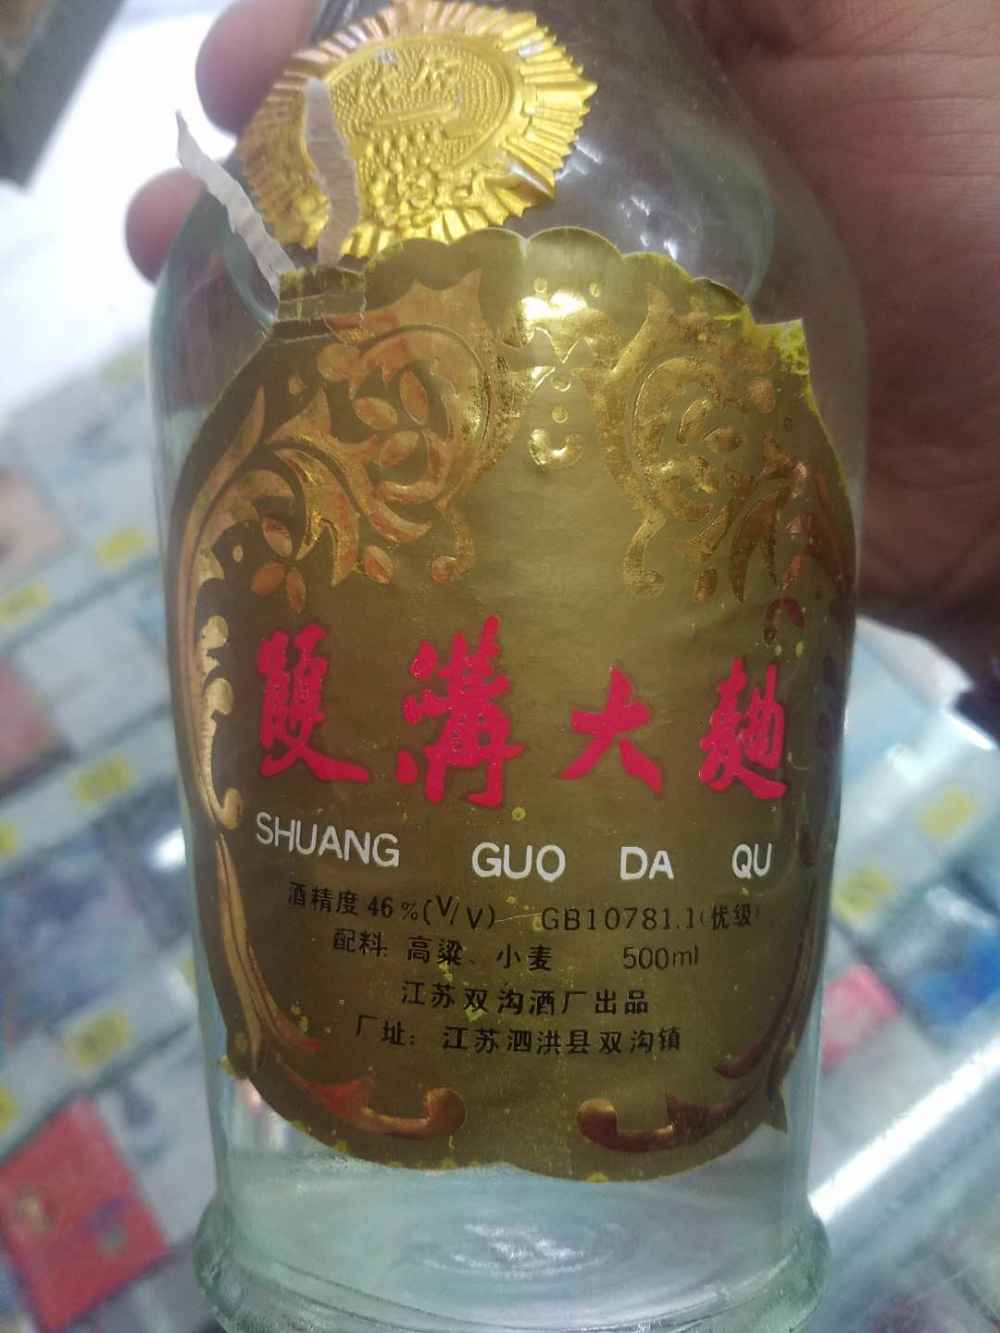 雙溝大麯
SHUANG GUO DA QU
酒精度46%(V/V) GB10781.1(优级)
配料:高粱、小麦 500ml
江苏双沟酒厂出品
厂址:江苏泗洪县双沟镇